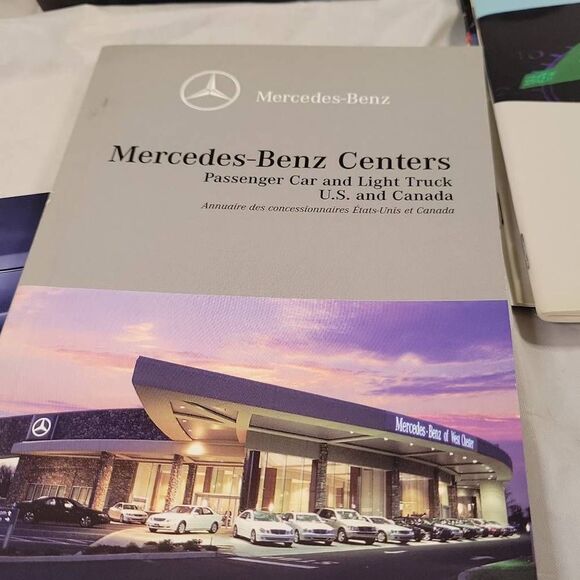 Mercedes-Benz
Mercedes-Benz Centers
Passenger Car and Light Truck
U.S. and Canada
Annuaire des concessionnaires États-Unis et Canada
Mercedes-Benz of West Chester